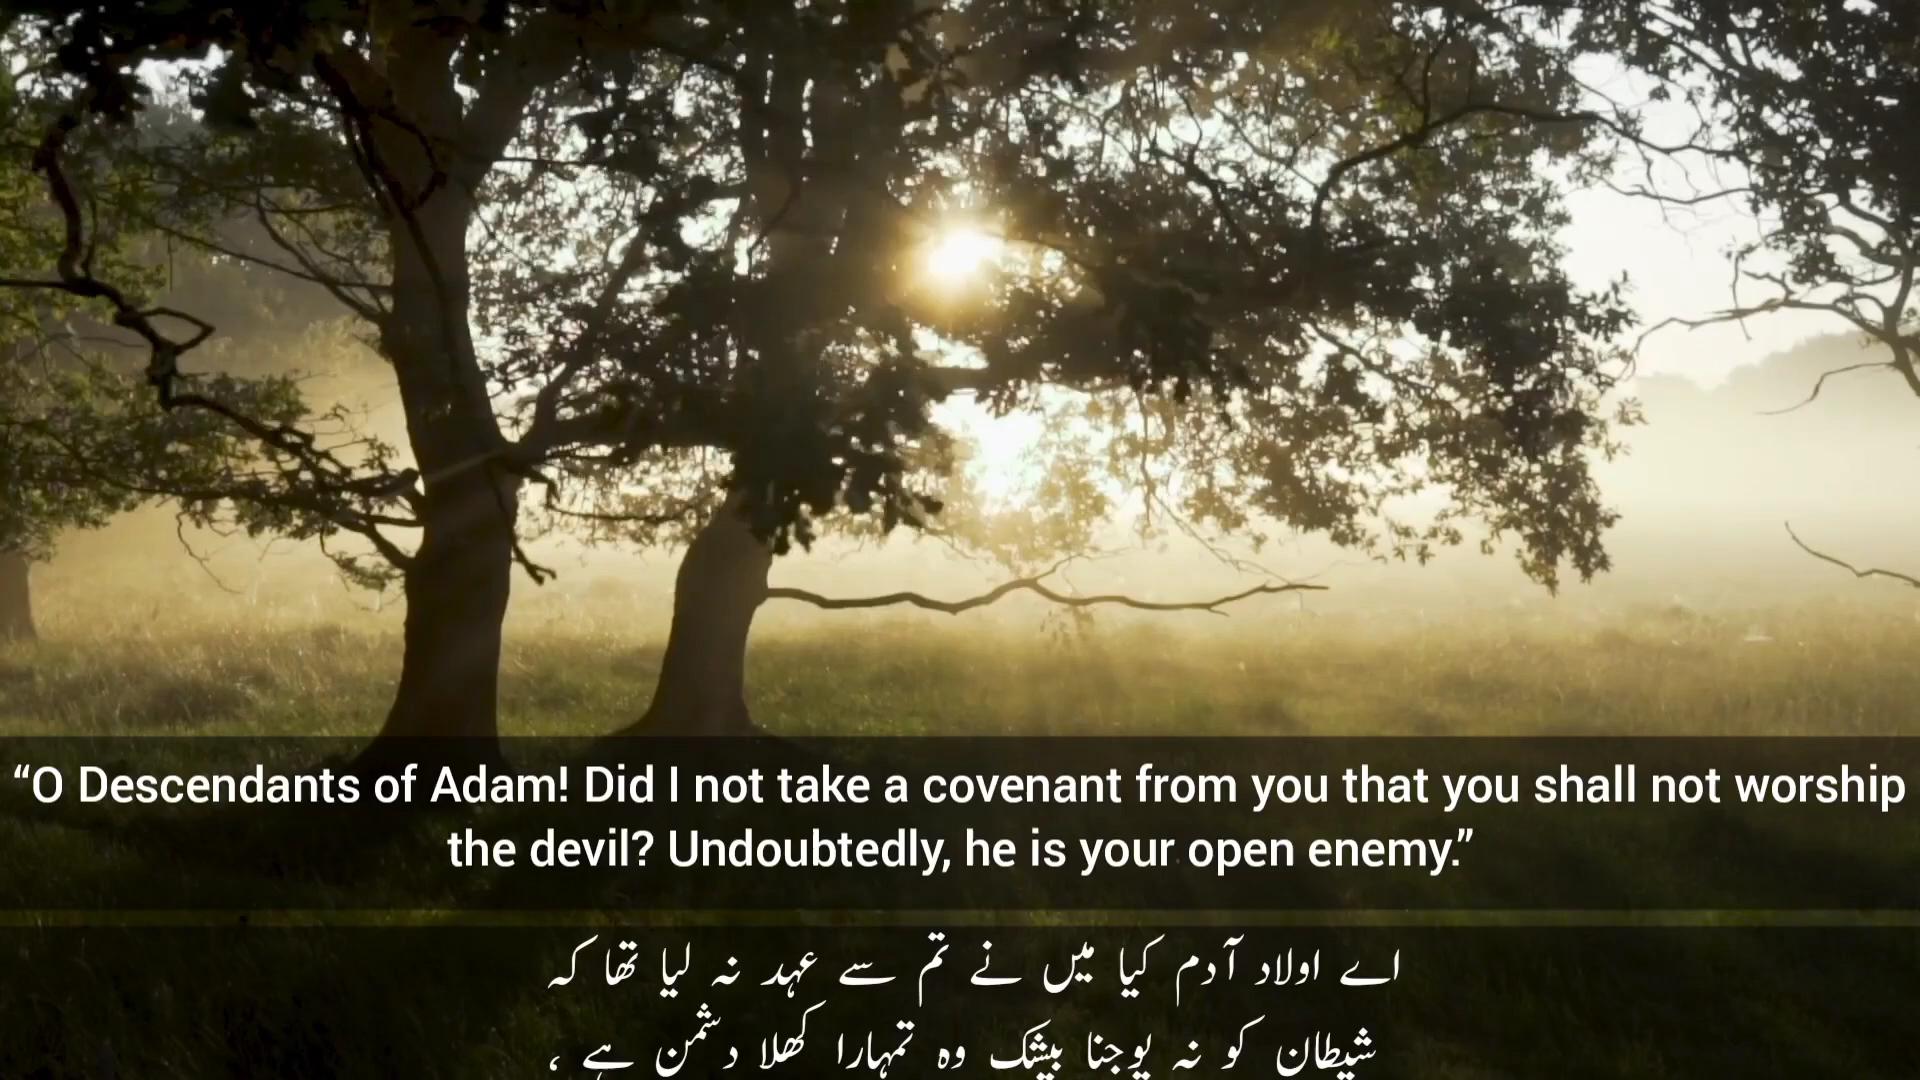 “O Descendants of Adam! Did I not take a covenant from you that you shall not worship
the devil? Undoubtedly, he is your open enemy.”
اے اولاد آدم کیا میں نے تم سے عہد نہ لیا تھا کہ
شیطان کو نہ پوجنا بیشک وہ تمہارا کھلا دشمن ہے ،